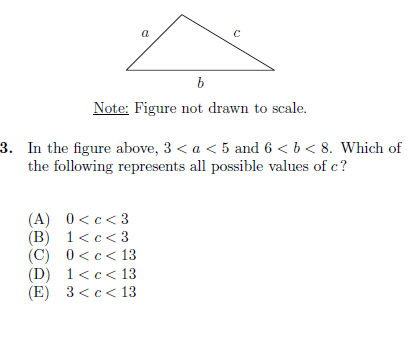 a
c
b
Note: Figure not drawn to scale.
3. In the figure above, 3 < a < 5 and 6 < b < 8. Which of
the following represents all possible values of c?
(A) 0 < c < 3
(B) 1 < c < 3
(C) 0 < c < 13
(D) 1 < c < 13
(E) 3 < c < 13